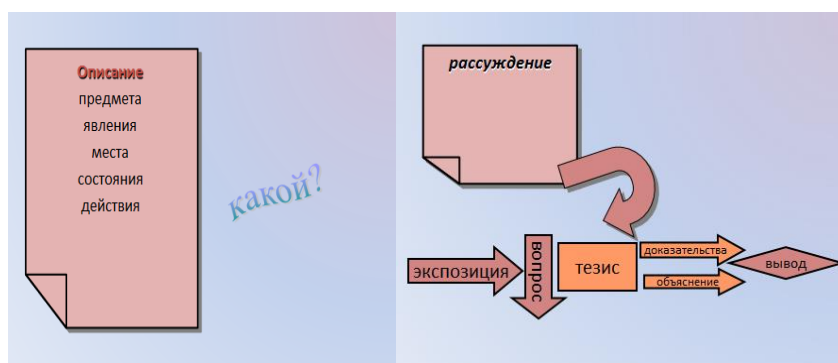 Описание
предмета
явления
места
состояния
действия
какой?
рассуждение
экспозиция
вопрос
тезис
доказательства
объяснение
вывод